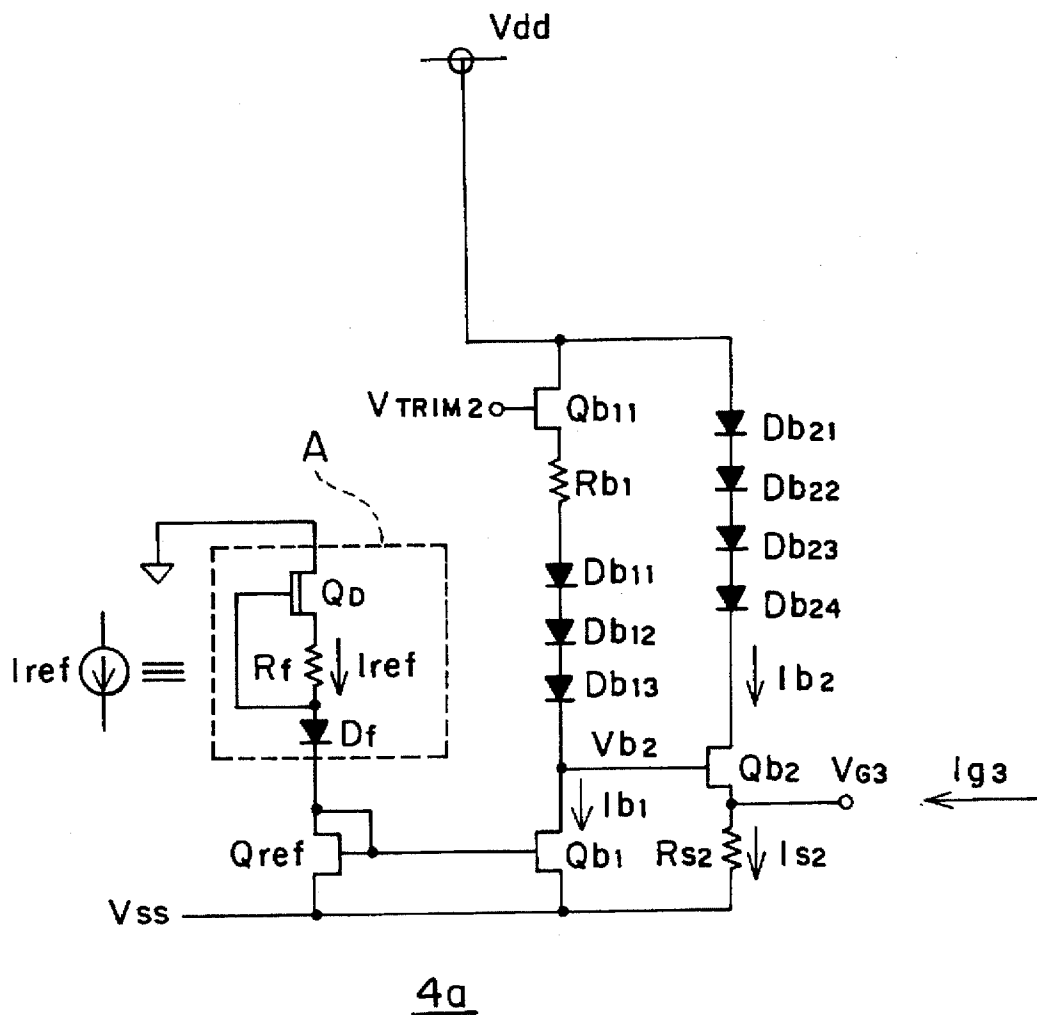 Vdd
VTRIM2
Qb11
Db21
A
Rb1
Db22
Db23
Db11
QD
Db24
Db12
Iref
Rf
Iref
Db13
Ib2
Df
Vb2
Qb2
VG3
Ig3
Ib1
Qref
Qb1
Rs2
Is2
Vss
4a